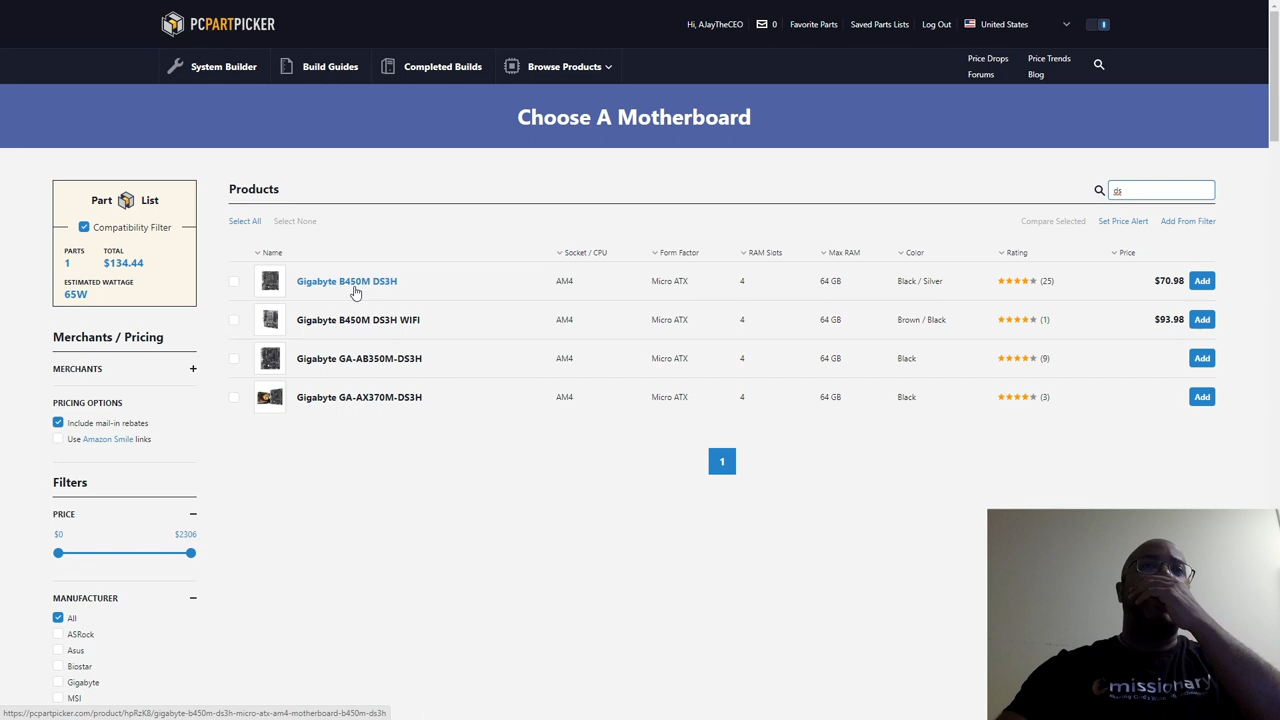 PCPARTPICKER
Hi, AJayTheCEO
0
Favorite Parts
Saved Parts Lists
Log Out
United States
System Builder
Build Guides
Completed Builds
Browse Products
Price Drops
Price Trends
Forums
Blog
Choose A Motherboard
Part List
Compatibility Filter
PARTS TOTAL
1 $134.44
ESTIMATED WATTAGE
65W
Merchants / Pricing
MERCHANTS +
PRICING OPTIONS
Include mail-in rebates
Use Amazon Smile links
Filters
PRICE
$0 $2306
MANUFACTURER
All
ASRock
Asus
Biostar
Gigabyte
MSI
Products
ds
Select All Select None Compare Selected Set Price Alert Add From Filter
Name Socket / CPU Form Factor RAM Slots Max RAM Color Rating Price
Gigabyte B450M DS3H AM4 Micro ATX 4 64 GB Black / Silver (25) $70.98 Add
Gigabyte B450M DS3H WIFI AM4 Micro ATX 4 64 GB Brown / Black (1) $93.98 Add
Gigabyte GA-AB350M-DS3H AM4 Micro ATX 4 64 GB Black (9) Add
Gigabyte GA-AX370M-DS3H AM4 Micro ATX 4 64 GB Black (3) Add
1
missionary
https://pcpartpicker.com/product/hpRzK8/gigabyte-b450m-ds3h-micro-atx-am4-motherboard-b450m-ds3h